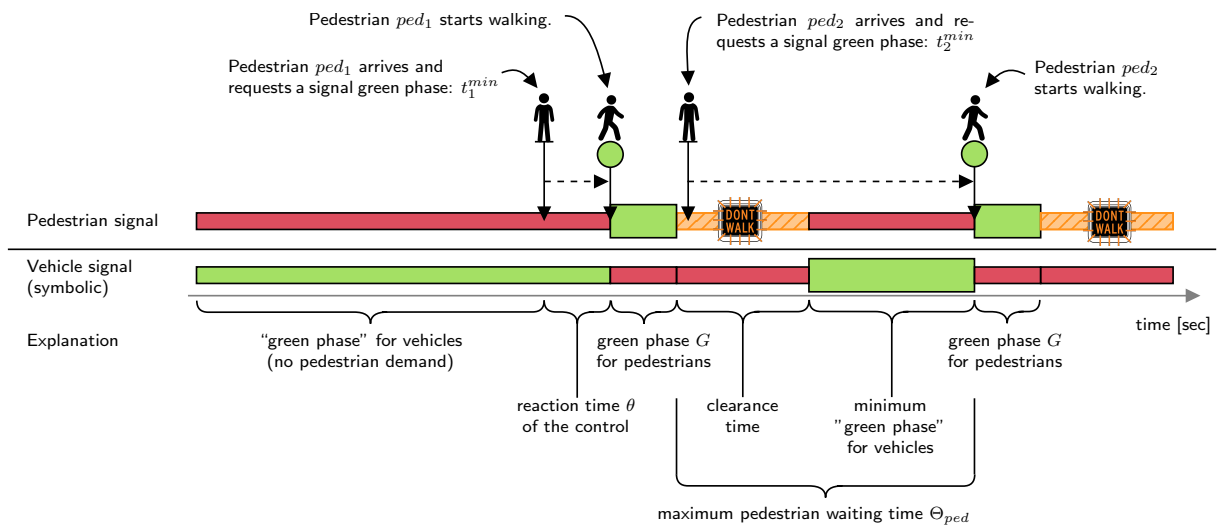 Pedestrian ped₁ starts walking.
Pedestrian ped₂ arrives and re-
quests a signal green phase: t₂ᵐⁱⁿ
Pedestrian ped₁ arrives and
requests a signal green phase: t₁ᵐⁱⁿ
Pedestrian ped₂
starts walking.
Pedestrian signal
DONT
WALK
DONT
WALK
Vehicle signal
(symbolic)
time [sec]
Explanation
“green phase” for vehicles
(no pedestrian demand)
green phase G
for pedestrians
green phase G
for pedestrians
reaction time θ
of the control
clearance
time
minimum
”green phase”
for vehicles
maximum pedestrian waiting time Θₚₑd